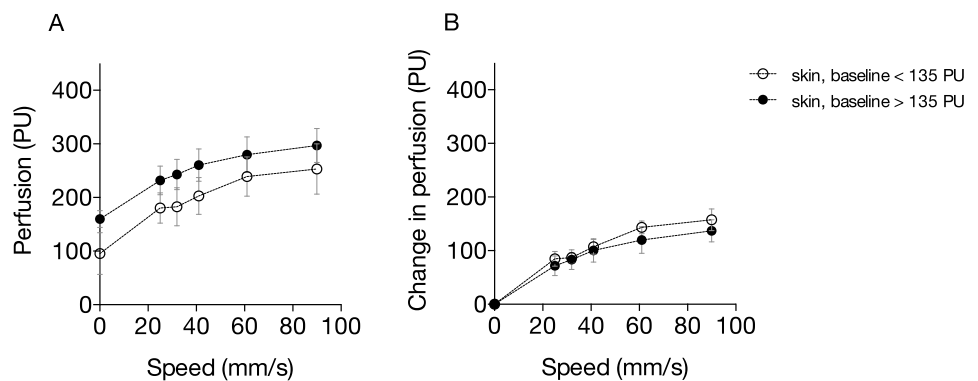 A
B
Perfusion (PU)
400
300
200
100
0
0 20 40 60 80 100
Speed (mm/s)
Change in perfusion (PU)
400
300
200
100
0
0 20 40 60 80 100
Speed (mm/s)
skin, baseline < 135 PU
skin, baseline > 135 PU